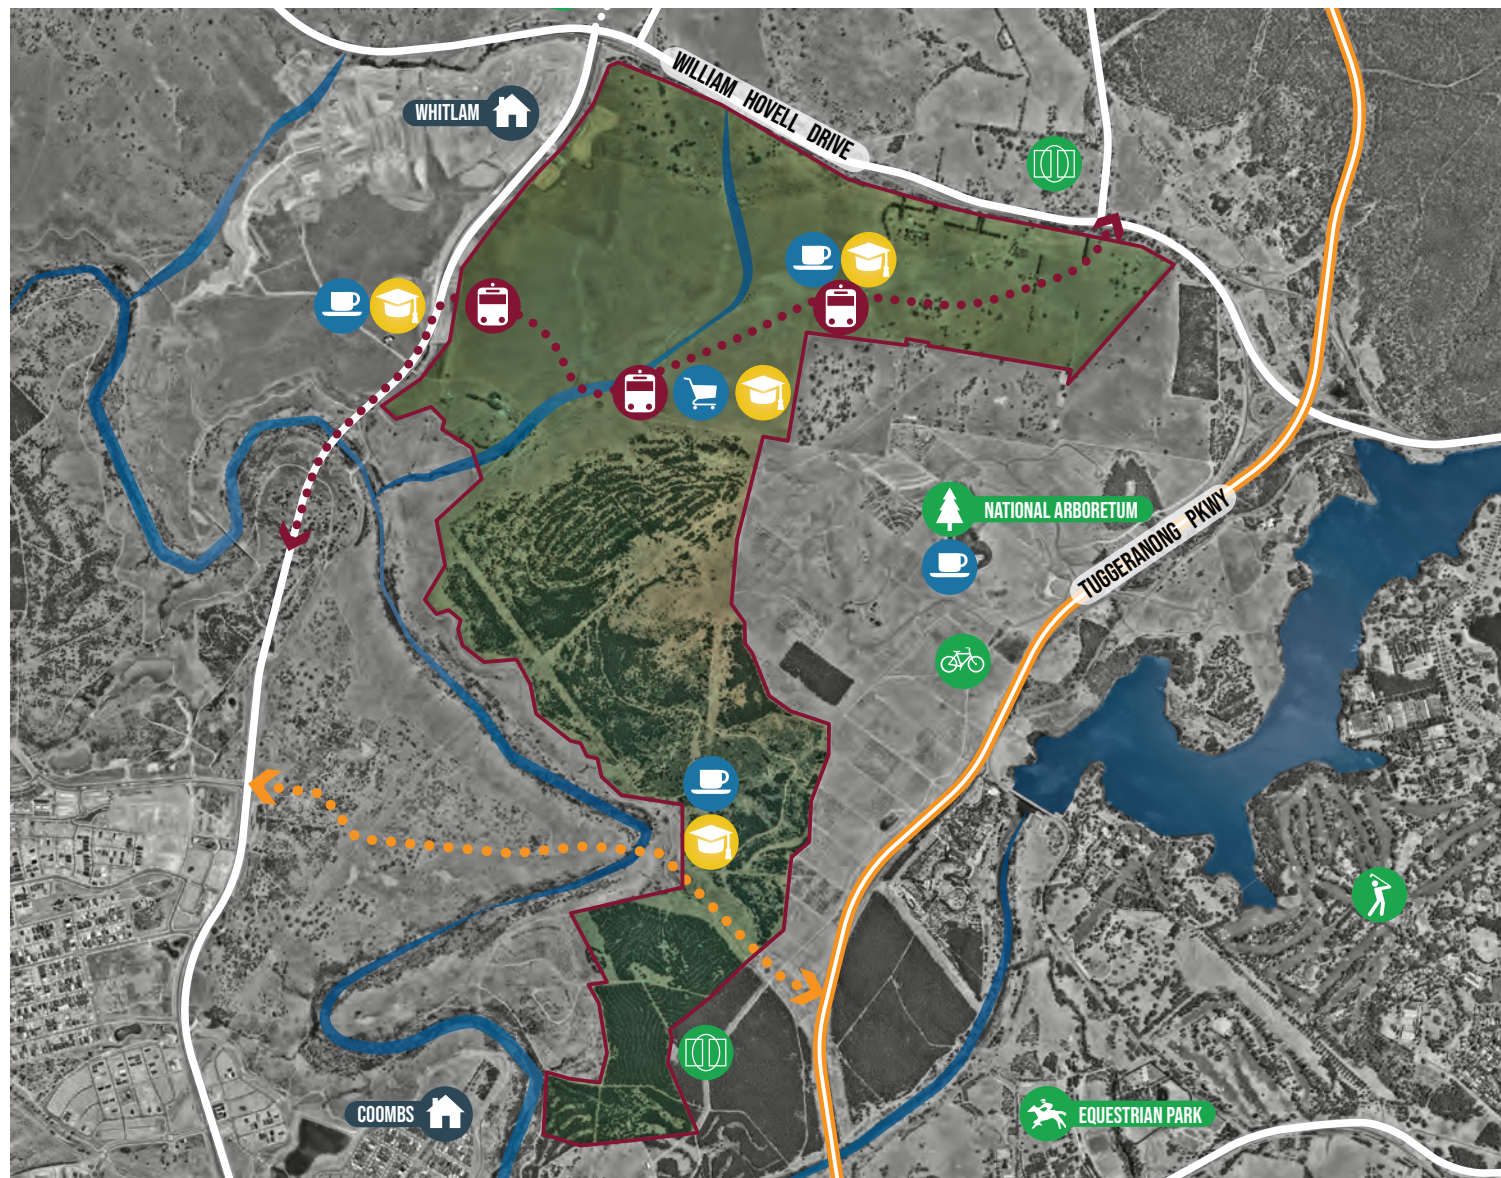 WILLIAM HOVELL DRIVE
WHITLAM
NATIONAL ARBORETUM
TUGGERANONG PKWY
COOMBS
EQUESTRIAN PARK